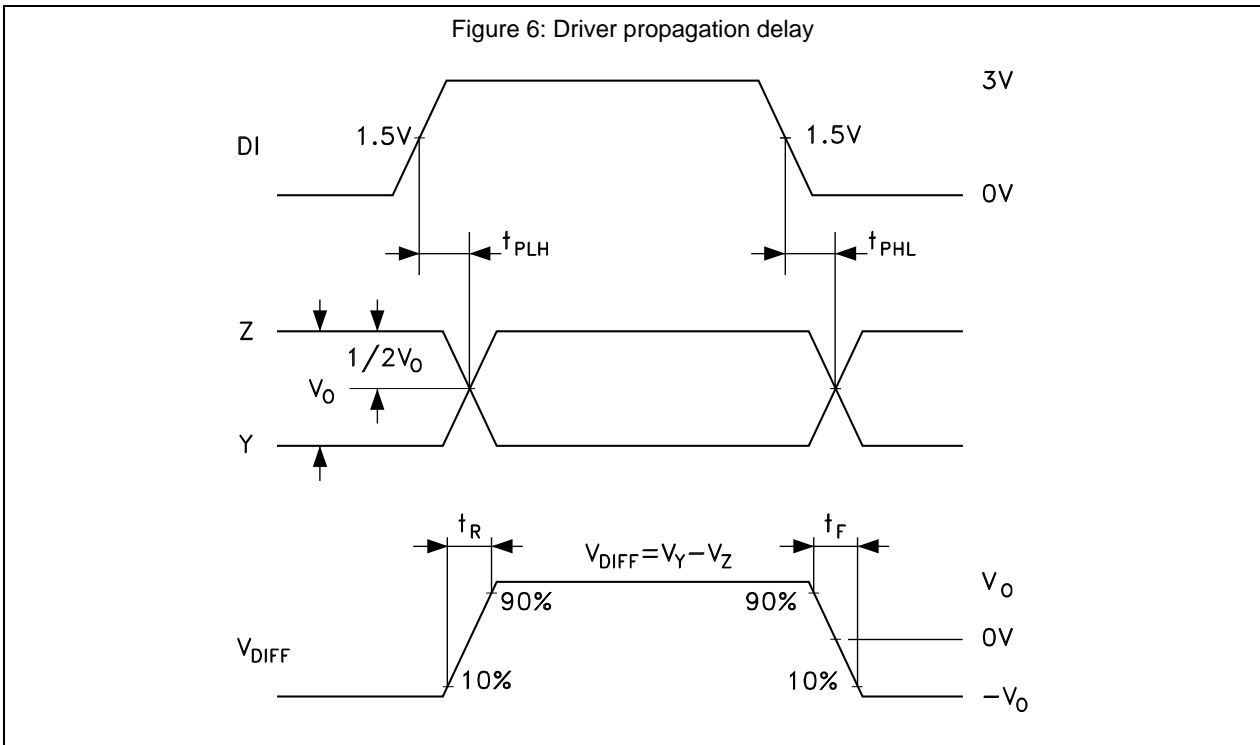 Figure 6: Driver propagation delay
3V
DI
1.5V
1.5V
0V
tPLH
tPHL
Z
1/2VO
VO
Y
tR
VDIFF=VY−VZ
tF
90%
90%
VO
0V
VDIFF
10%
10%
−VO